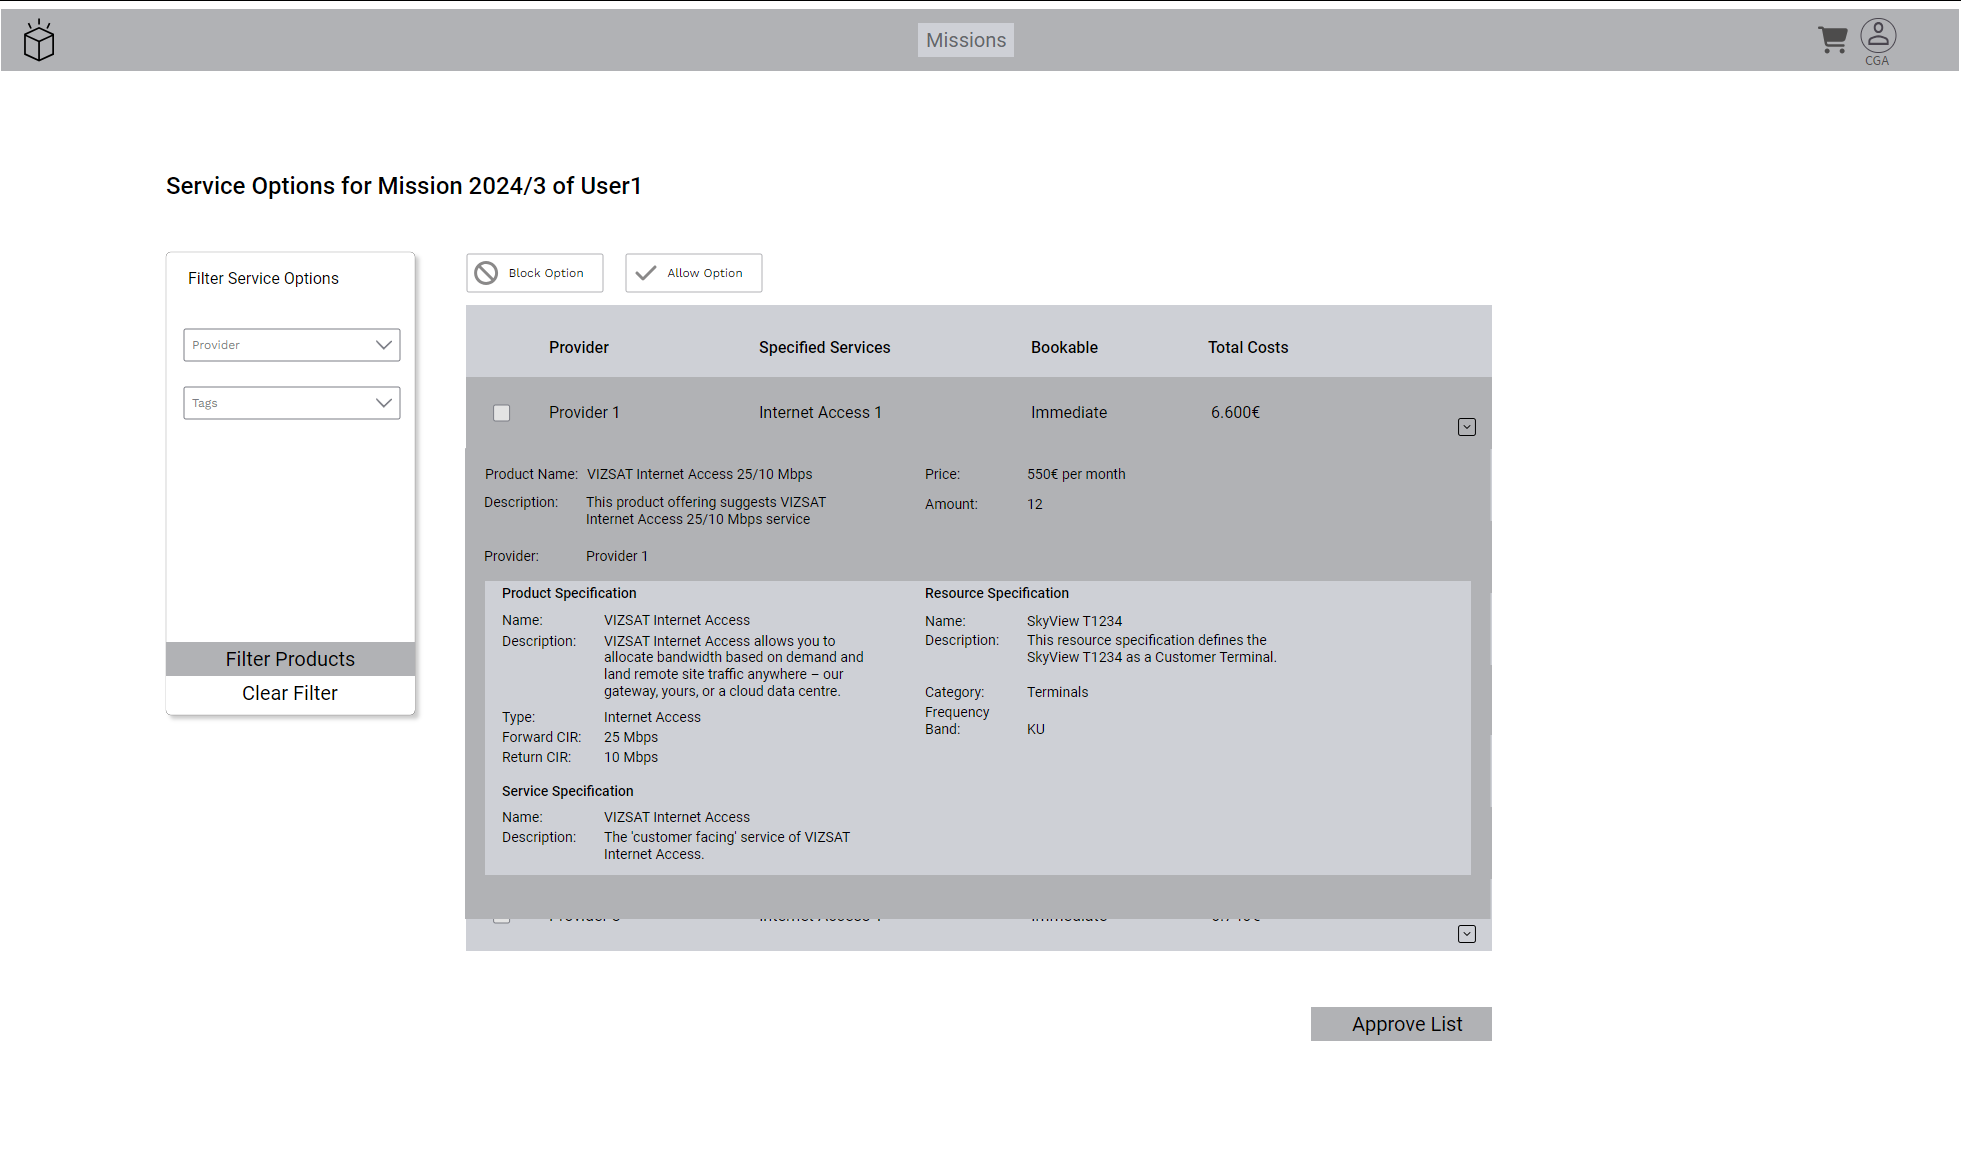 Missions
CGA
Service Options for Mission 2024/3 of User1
Filter Service Options
Provider
Tags
Filter Products
Clear Filter
Block Option
Allow Option
Provider Specified Services Bookable Total Costs
Provider 1 Internet Access 1 Immediate 6.600€
Product Name: VIZSAT Internet Access 25/10 Mbps
Description: This product offering suggests VIZSAT
Internet Access 25/10 Mbps service
Provider: Provider 1
Price: 550€ per month
Amount: 12
Product Specification
Name: VIZSAT Internet Access
Description: VIZSAT Internet Access allows you to
allocate bandwidth based on demand and
land remote site traffic anywhere – our
gateway, yours, or a cloud data centre.
Type: Internet Access
Forward CIR: 25 Mbps
Return CIR: 10 Mbps
Service Specification
Name: VIZSAT Internet Access
Description: The 'customer facing' service of VIZSAT
Internet Access.
Resource Specification
Name: SkyView T1234
Description: This resource specification defines the
SkyView T1234 as a Customer Terminal.
Category: Terminals
Frequency
Band: KU
Approve List